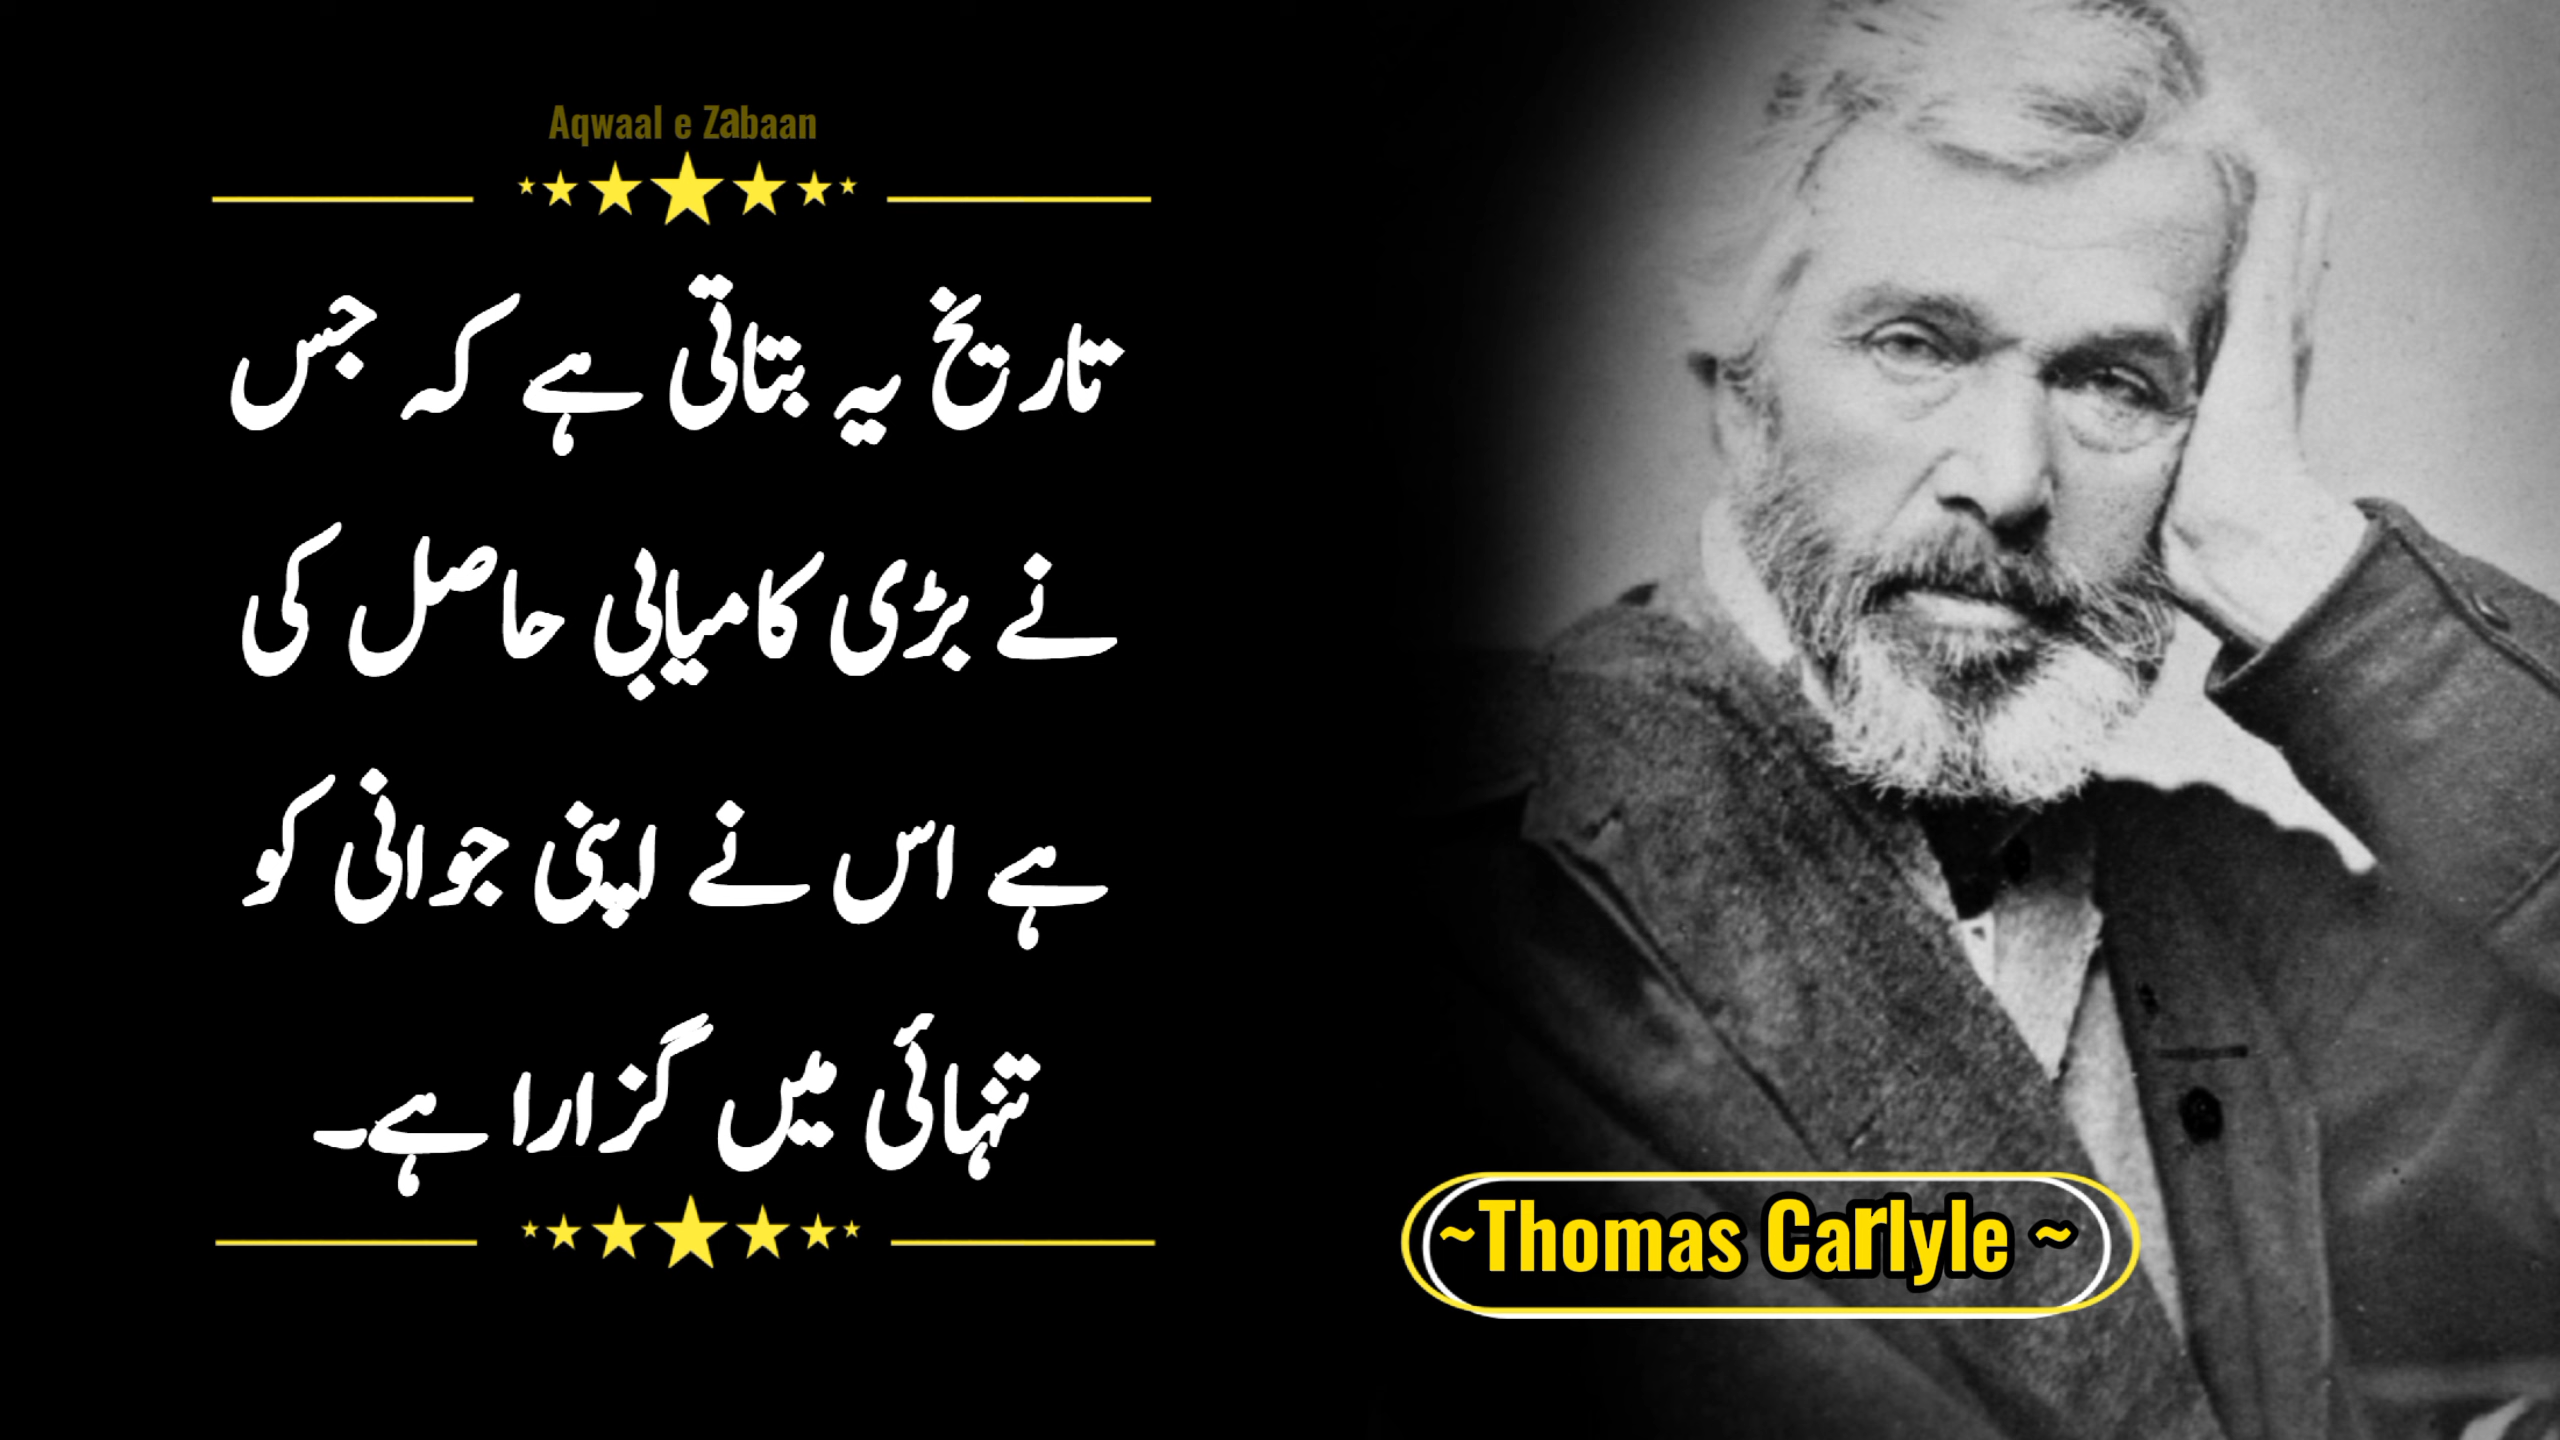 Aqwaal e Zabaan
تاریخ یہ بتاتی ہے کہ جس
نے بڑی کامیابی حاصل کی
ہے اس نے اپنی جوانی کو
تنہائی میں گزارا ہے۔
~Thomas Carlyle ~